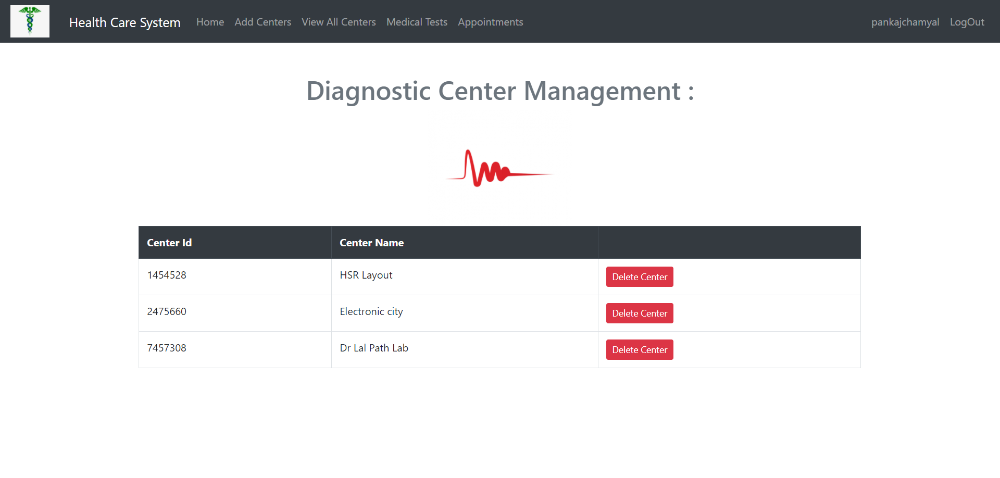 Health Care System Home Add Centers View All Centers Medical Tests Appointments pankajchamyal LogOut
Diagnostic Center Management :
Center Id Center Name
1454528 HSR Layout Delete Center
2475660 Electronic city Delete Center
7457308 Dr Lal Path Lab Delete Center